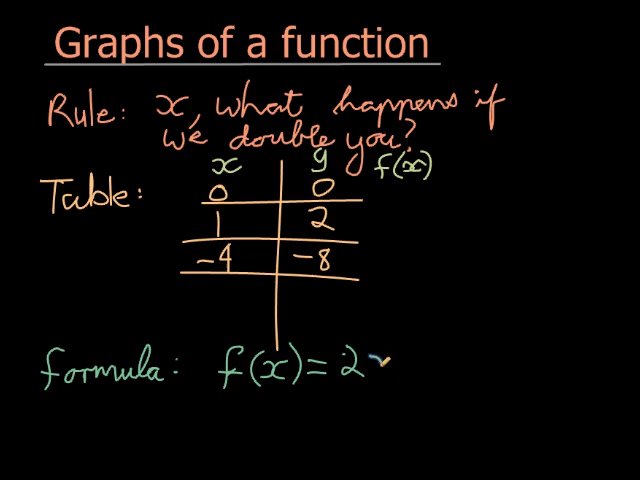 Graphs of a function
Rule: x, what happens if
we double you?
Table: x y f(x)
0 0
1 2
-4 -8
formula: f(x) = 2